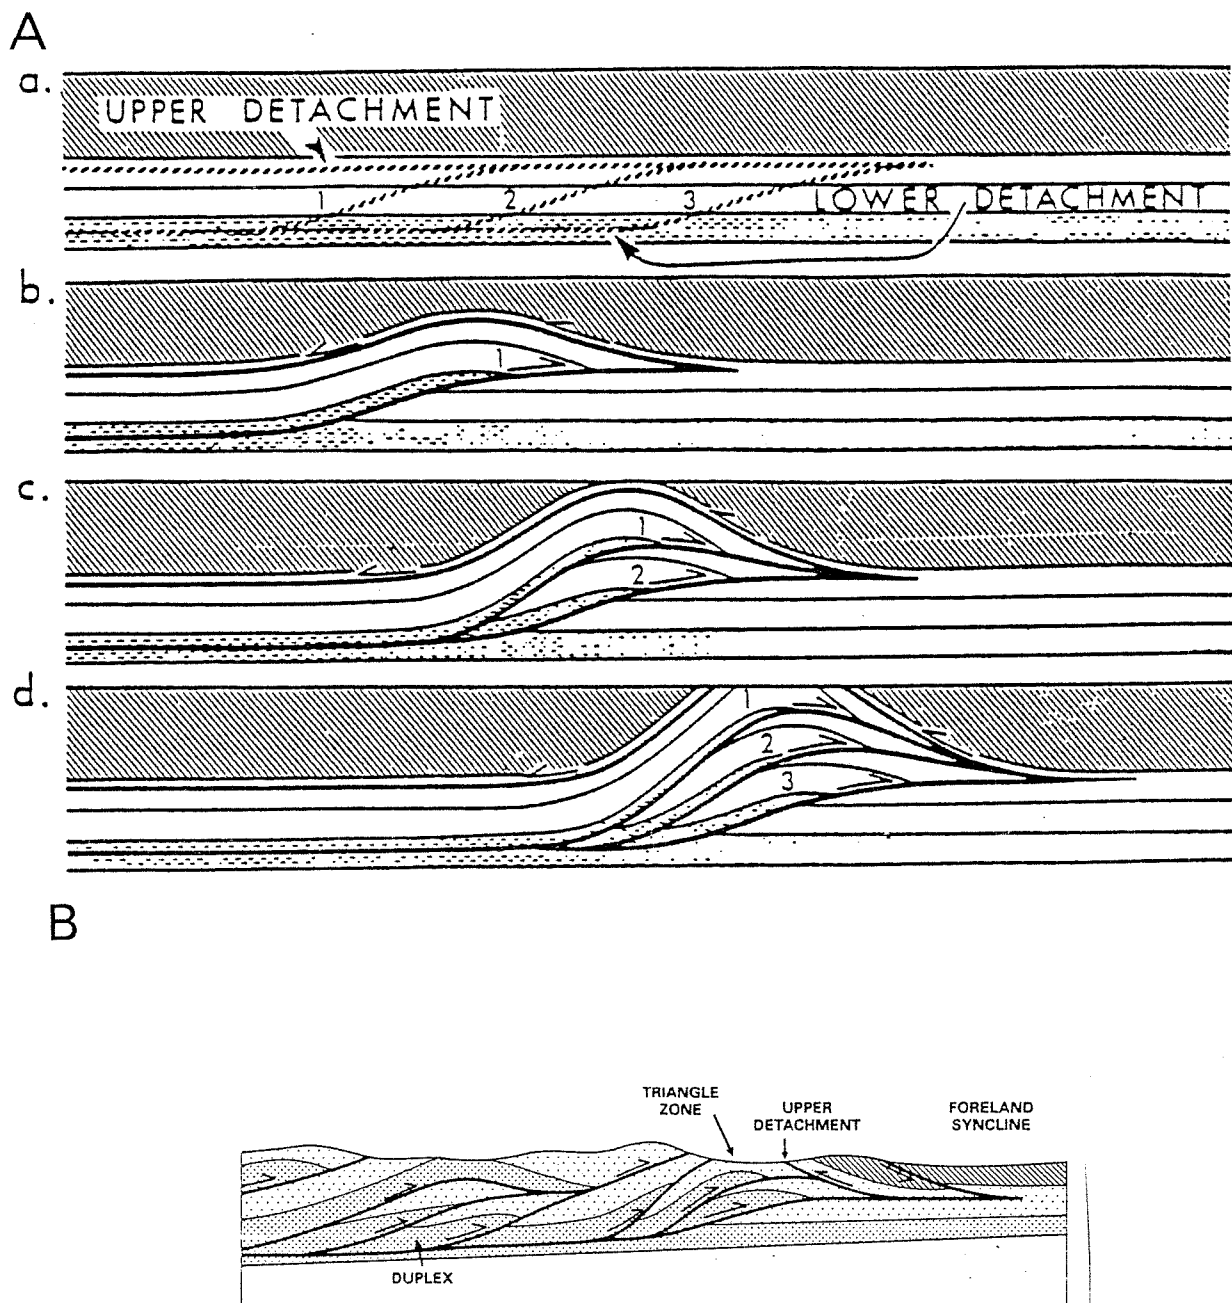 A
a.
UPPER DETACHMENT
1 2 3
LOWER DETACHMENT
b.
1
c.
1
2
d.
1
2
3
B
TRIANGLE
ZONE
UPPER
DETACHMENT
FORELAND
SYNCLINE
DUPLEX